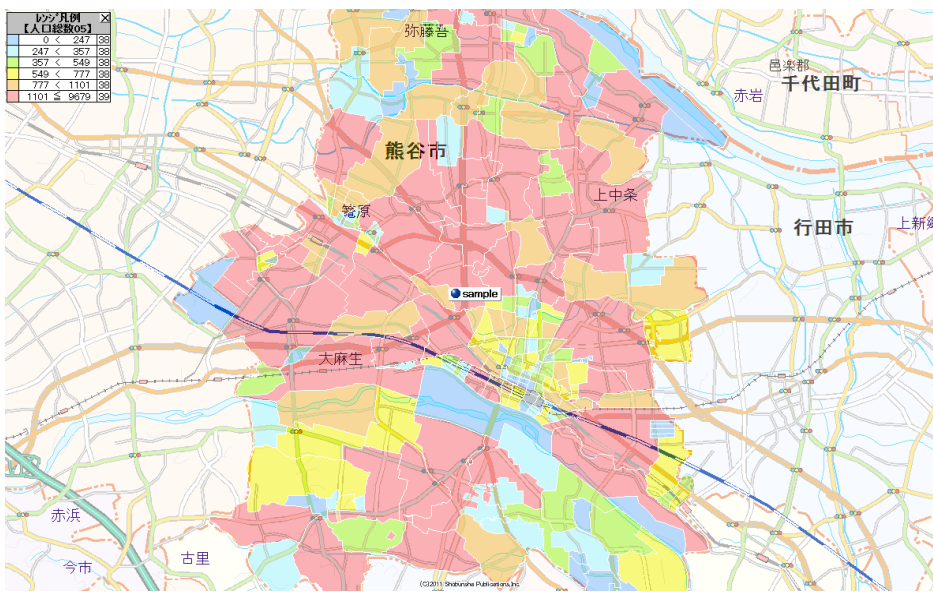 ﾚﾝｼﾞ凡例
【人口総数05】
0 < 247 38
247 < 357 38
357 < 549 38
549 < 777 38
777 < 1101 38
1101 ≦ 9679 39
弥藤吾
邑楽郡
千代田町
赤岩
熊谷市
上中条
籠原
行田市
上新郷
sample
大麻生
赤浜
古里
今市
(C)2011 Shobunsha Publications,Inc.